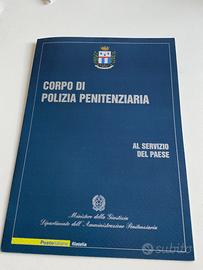 CORPO DI
POLIZIA PENITENZIARIA
AL SERVIZIO
DEL PAESE
Ministero della Giustizia
Dipartimento dell'Amministrazione Penitenziaria
Posteitaliane filatelia
subito